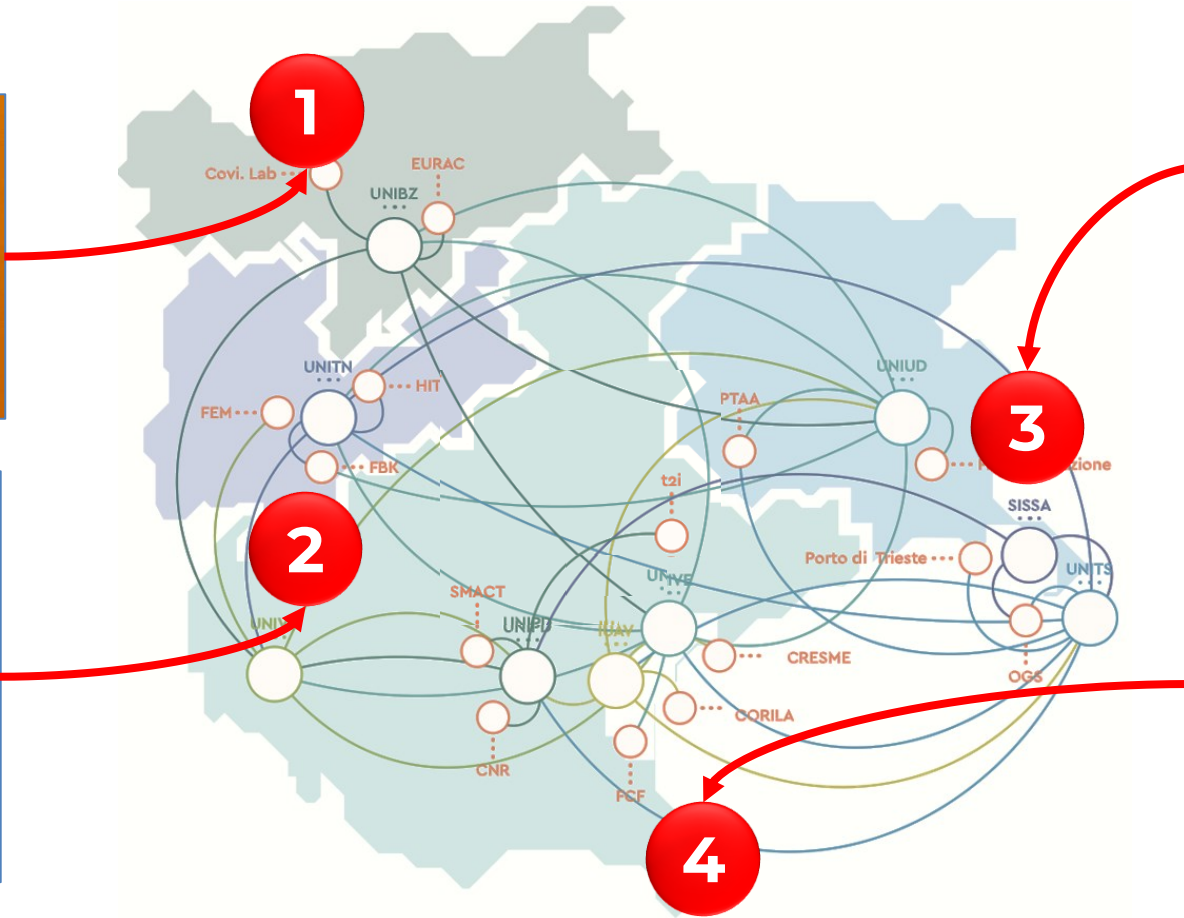 1
Covi. Lab
EURAC
UNIBZ
UNITN
HIT
FEM
FBK
2
UNIUD
PTAA
3
zione
t2i
SISSA
Porto di Trieste
UNITS
SMACT
IUAV
CRESME
OGS
CORILA
CNR
FCF
4